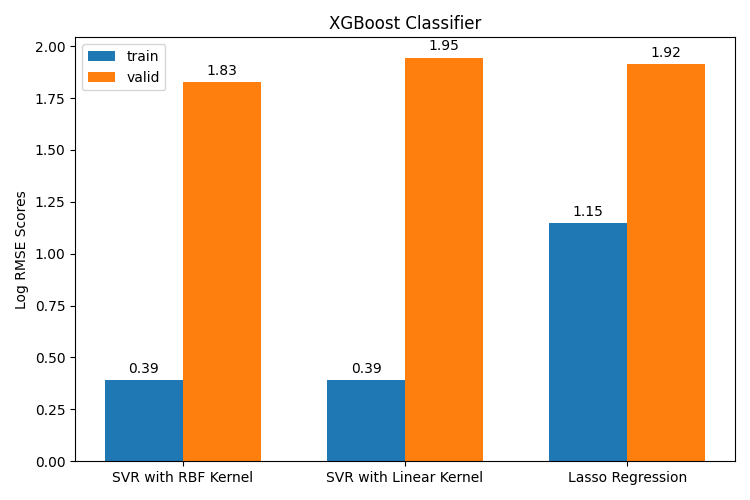 XGBoost Classifier
train
valid
Log RMSE Scores
2.00
1.75
1.50
1.25
1.00
0.75
0.50
0.25
0.00
0.39
1.83
0.39
1.95
1.15
1.92
SVR with RBF Kernel
SVR with Linear Kernel
Lasso Regression